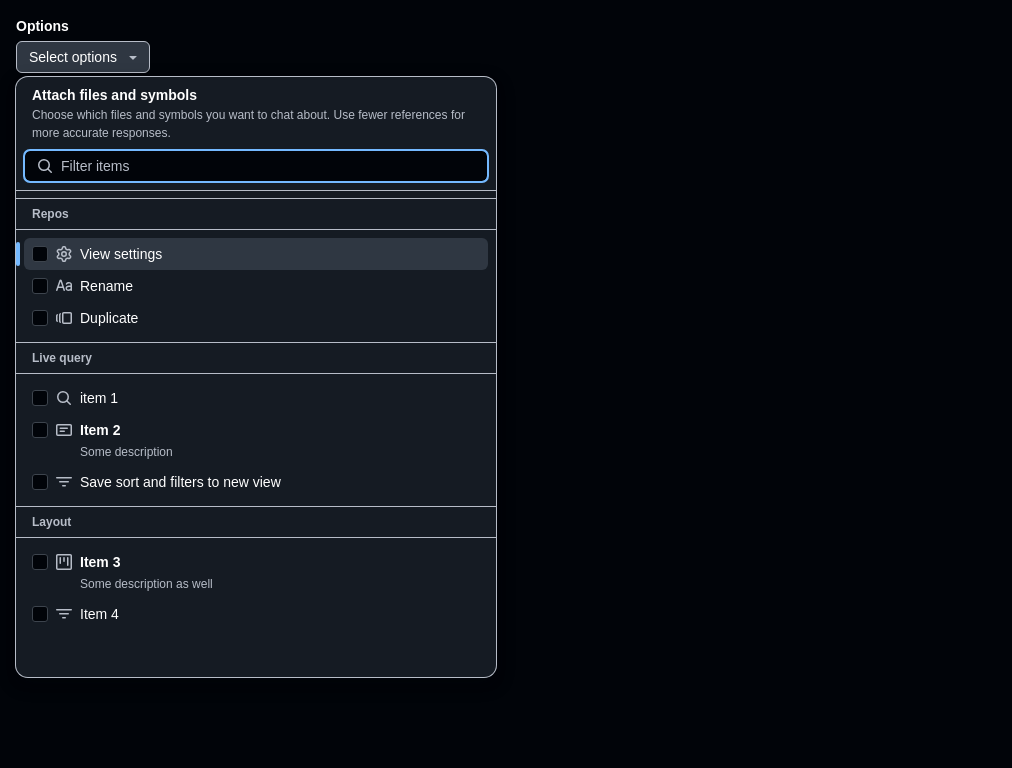 Options
Select options
Attach files and symbols
Choose which files and symbols you want to chat about. Use fewer references for
more accurate responses.
Filter items
Repos
View settings
Rename
Duplicate
Live query
item 1
Item 2
Some description
Save sort and filters to new view
Layout
Item 3
Some description as well
Item 4